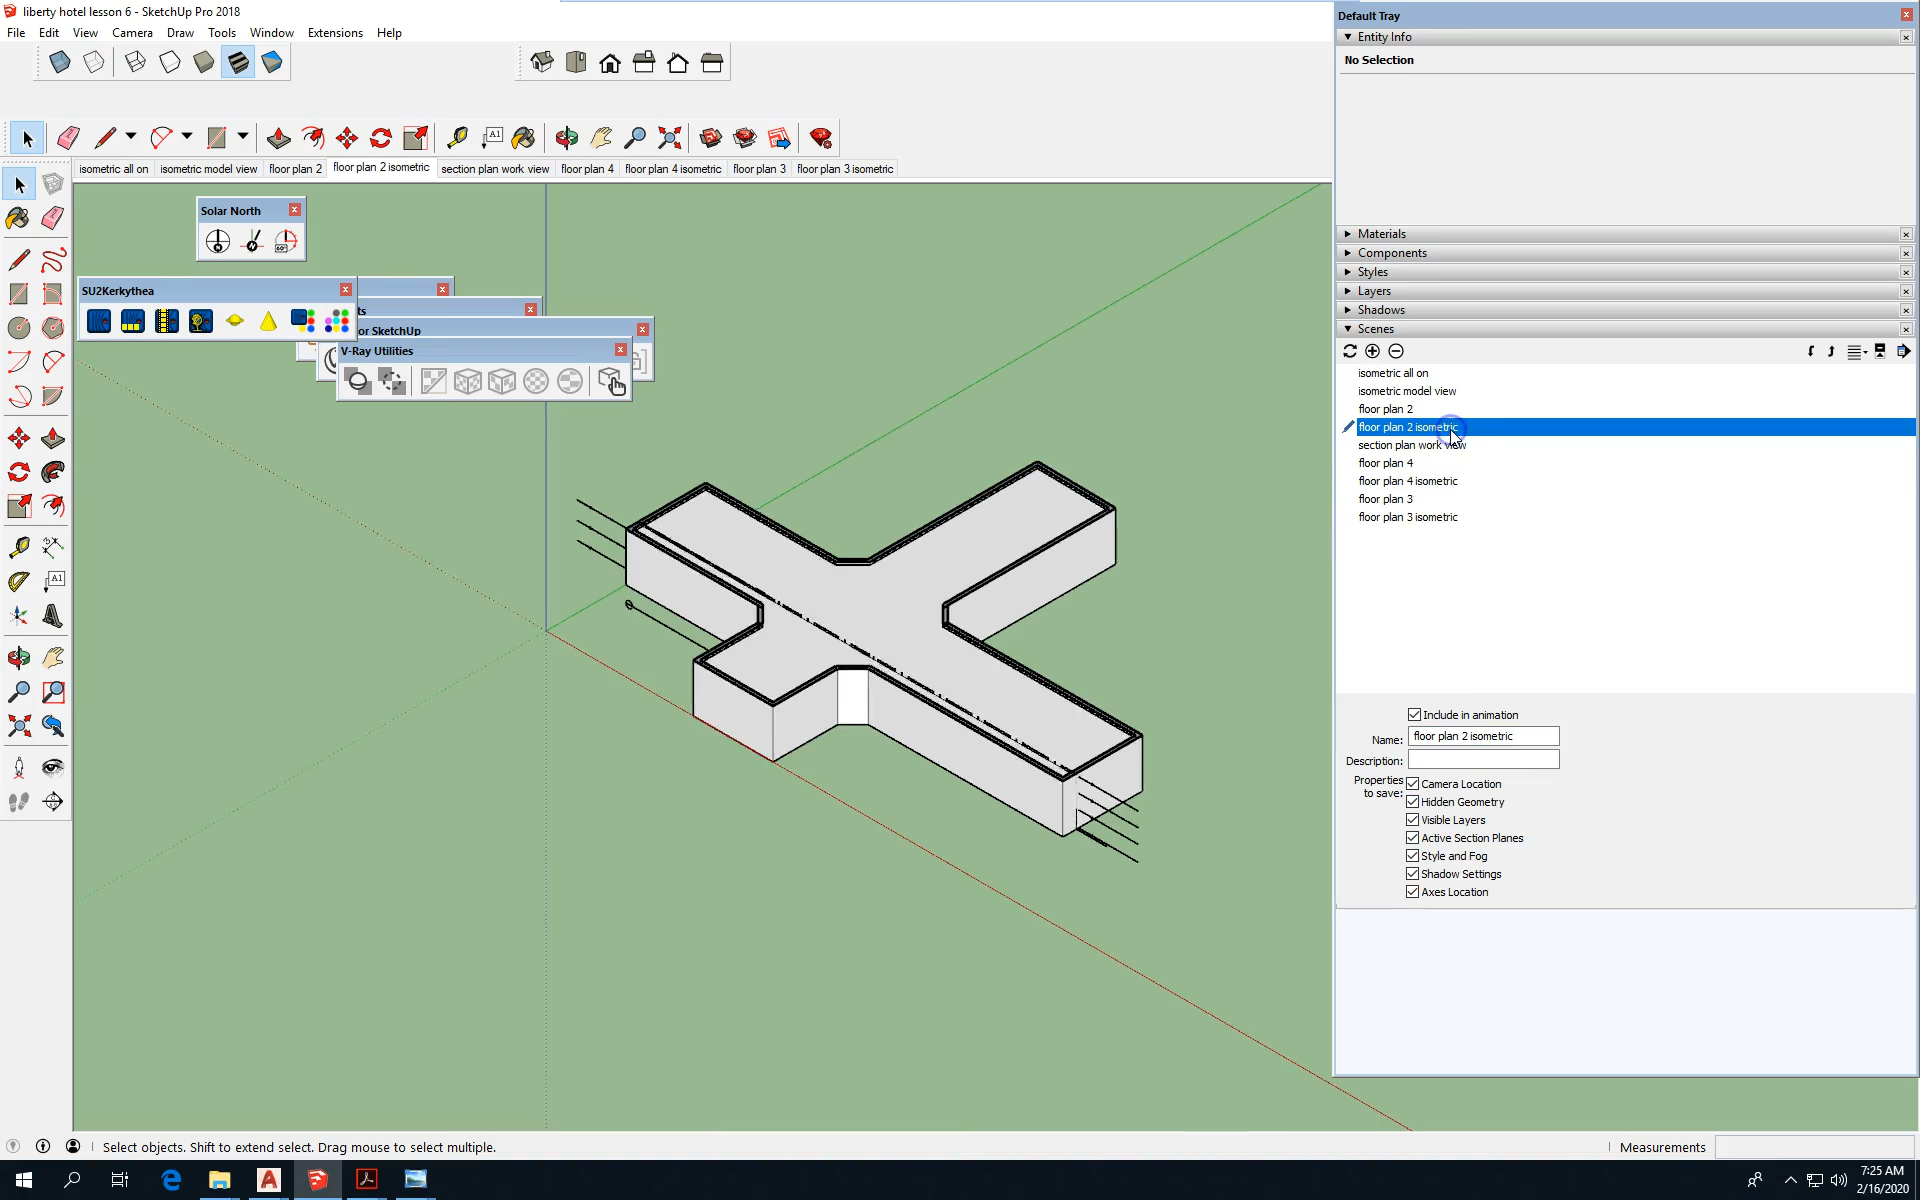 liberty hotel lesson 6 - SketchUp Pro 2018
File Edit View Camera Draw Tools Window Extensions Help
isometric all on isometric model view floor plan 2 floor plan 2 isometric section plan work view floor plan 4 floor plan 4 isometric floor plan 3 floor plan 3 isometric
Solar North
SU2Kerkythea
ts
or SketchUp
V-Ray Utilities
Default Tray
Entity Info
No Selection
Materials
Components
Styles
Layers
Shadows
Scenes
isometric all on
isometric model view
floor plan 2
floor plan 2 isometric
section plan work view
floor plan 4
floor plan 4 isometric
floor plan 3
floor plan 3 isometric
Include in animation
Name: floor plan 2 isometric
Description:
Properties to save:
Camera Location
Hidden Geometry
Visible Layers
Active Section Planes
Style and Fog
Shadow Settings
Axes Location
Select objects. Shift to extend select. Drag mouse to select multiple.
Measurements
7:25 AM
2/16/2020